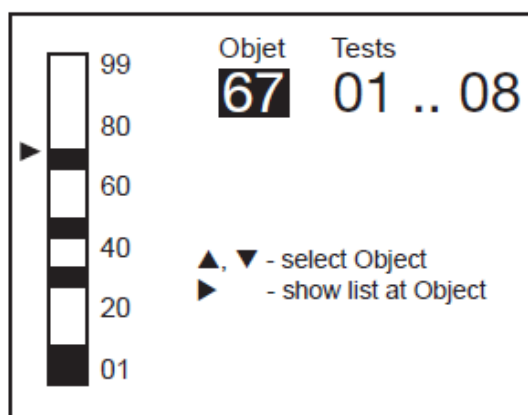 Objet Tests
67 01 .. 08
99
80
60
40
20
01
▲, ▼ - select Object
▶ - show list at Object